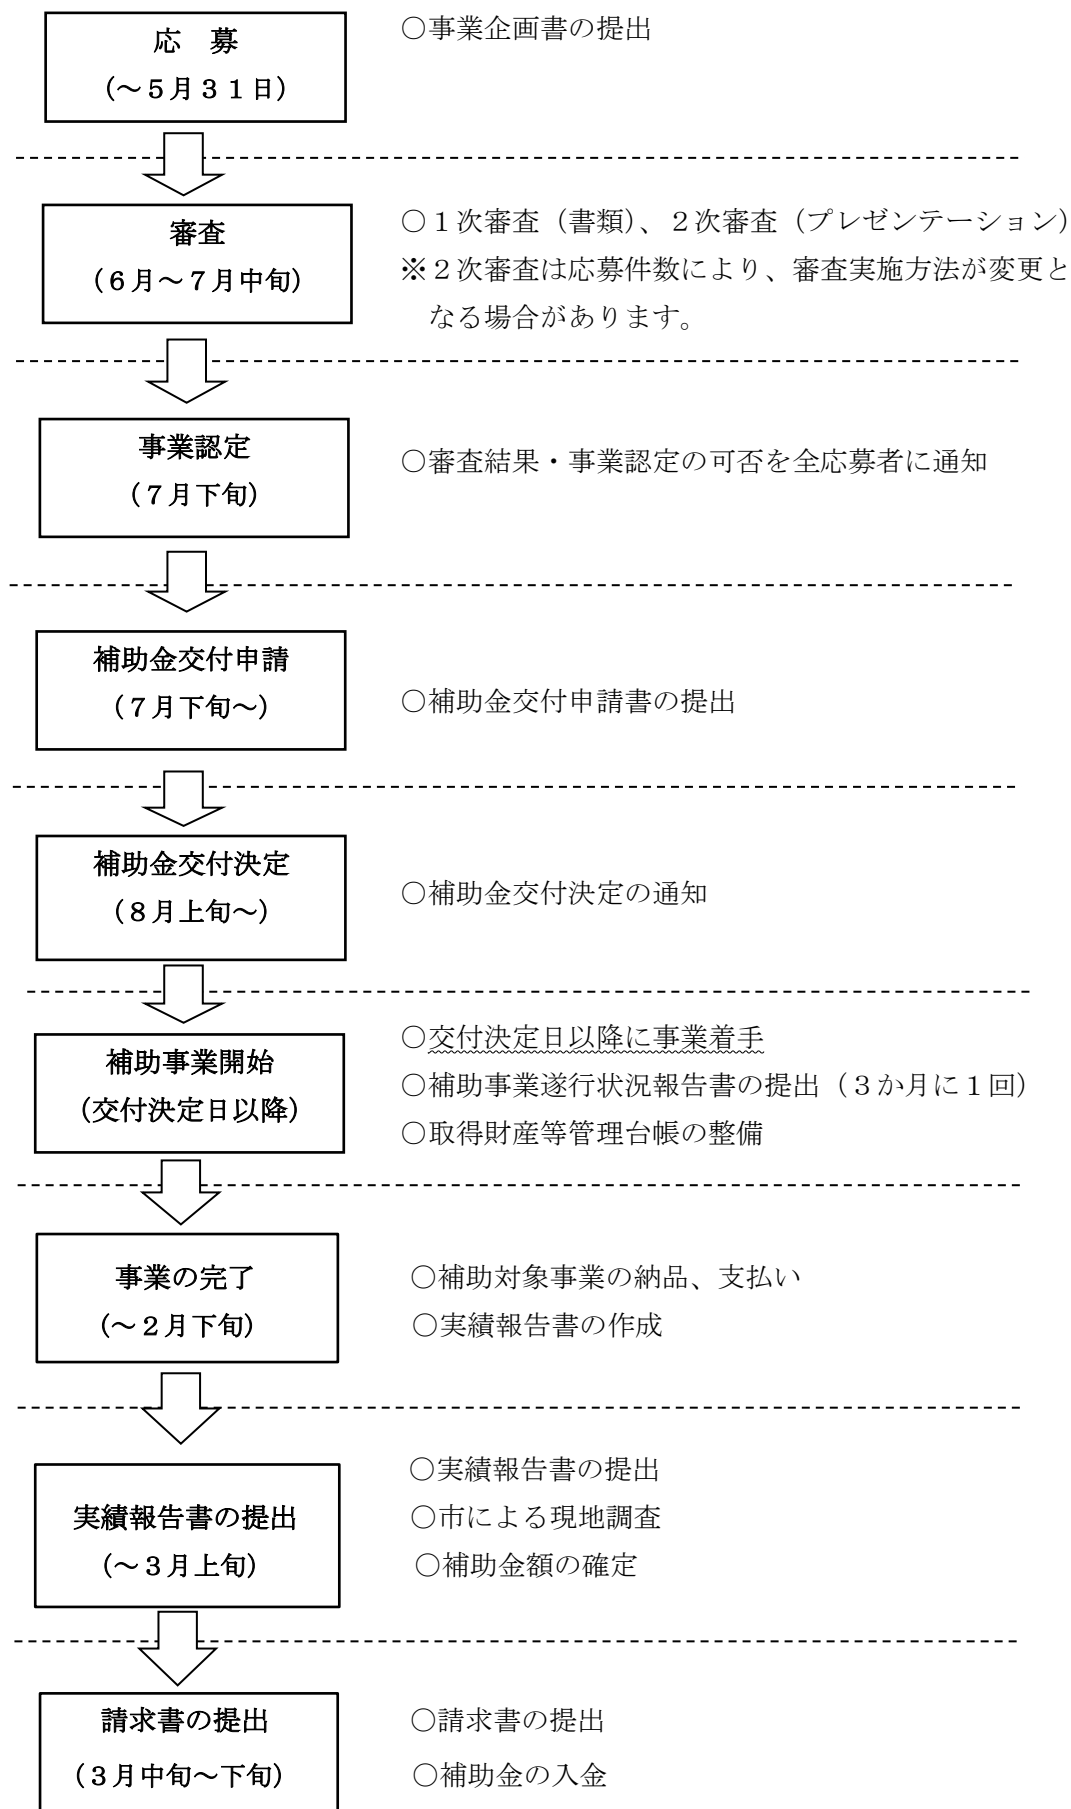 応　募
（～５月３１日）
○事業企画書の提出
審査
（６月～７月中旬）
○１次審査（書類）、２次審査（プレゼンテーション）
※２次審査は応募件数により、審査実施方法が変更と
なる場合があります。
事業認定
（７月下旬）
○審査結果・事業認定の可否を全応募者に通知
補助金交付申請
（７月下旬～）
○補助金交付申請書の提出
補助金交付決定
（８月上旬～）
○補助金交付決定の通知
補助事業開始
（交付決定日以降）
○交付決定日以降に事業着手
○補助事業遂行状況報告書の提出（３か月に１回）
○取得財産等管理台帳の整備
事業の完了
（～２月下旬）
○補助対象事業の納品、支払い
○実績報告書の作成
実績報告書の提出
（～３月上旬）
○実績報告書の提出
○市による現地調査
○補助金額の確定
請求書の提出
（３月中旬～下旬）
○請求書の提出
○補助金の入金